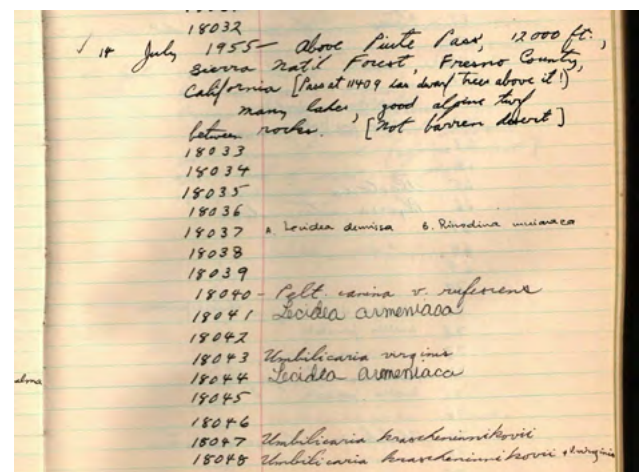 18032
✓ 18 July 1955 - Above Piute Pass, 12000 ft.,
Sierra Nat'l Forest, Fresno County,
California [Pass at 11409 has dwarf trees above it!)
many lakes, good alpine turf
between rocks. [not barren desert]
18033
18034
18035
18036
18037 A. Lecidea demissa B. Rinodina
18038
18039
18040 - Pelt. canina v. rufescens
18041 Lecidea armeniaca
18042
18043 Umbilicaria virginis
18044 Lecidea armeniaca
18045
18046
18047 Umbilicaria krascheninnikovii
18048 Umbilicaria krascheninnikovii + U. virginis